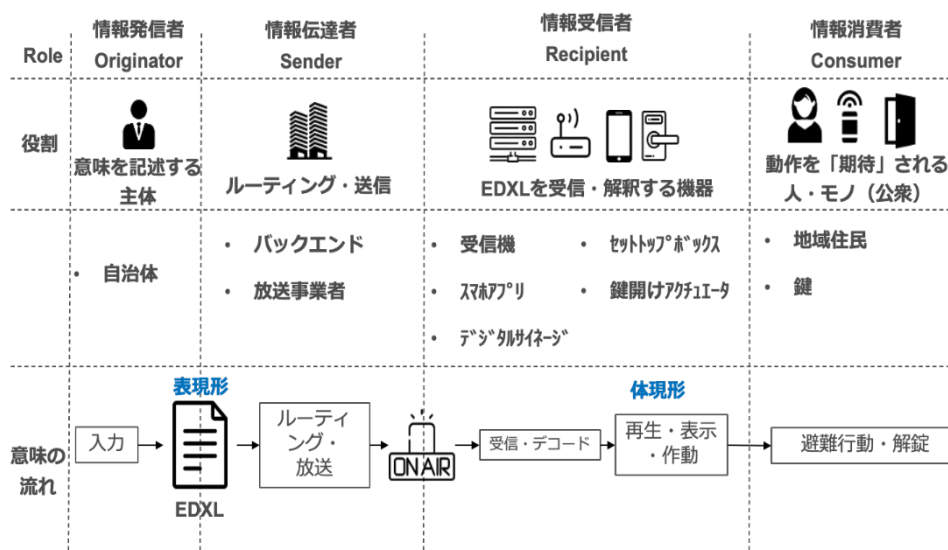 Role
情報発信者
Originator
情報伝達者
Sender
情報受信者
Recipient
情報消費者
Consumer
役割
意味を記述する
主体
ルーティング・送信
EDXLを受信・解釈する機器
動作を「期待」される
人・モノ（公衆）
• 自治体
• バックエンド
• 放送事業者
• 受信機
• スマホアプリ
• デジタルサイネージ
• セットトップボックス
• 鍵開けアクチュエータ
• 地域住民
• 鍵
意味の
流れ
入力
表現形
EDXL
ルーティ
ング・
放送
ON AIR
受信・デコード
体現形
再生・表示
・作動
避難行動・解錠